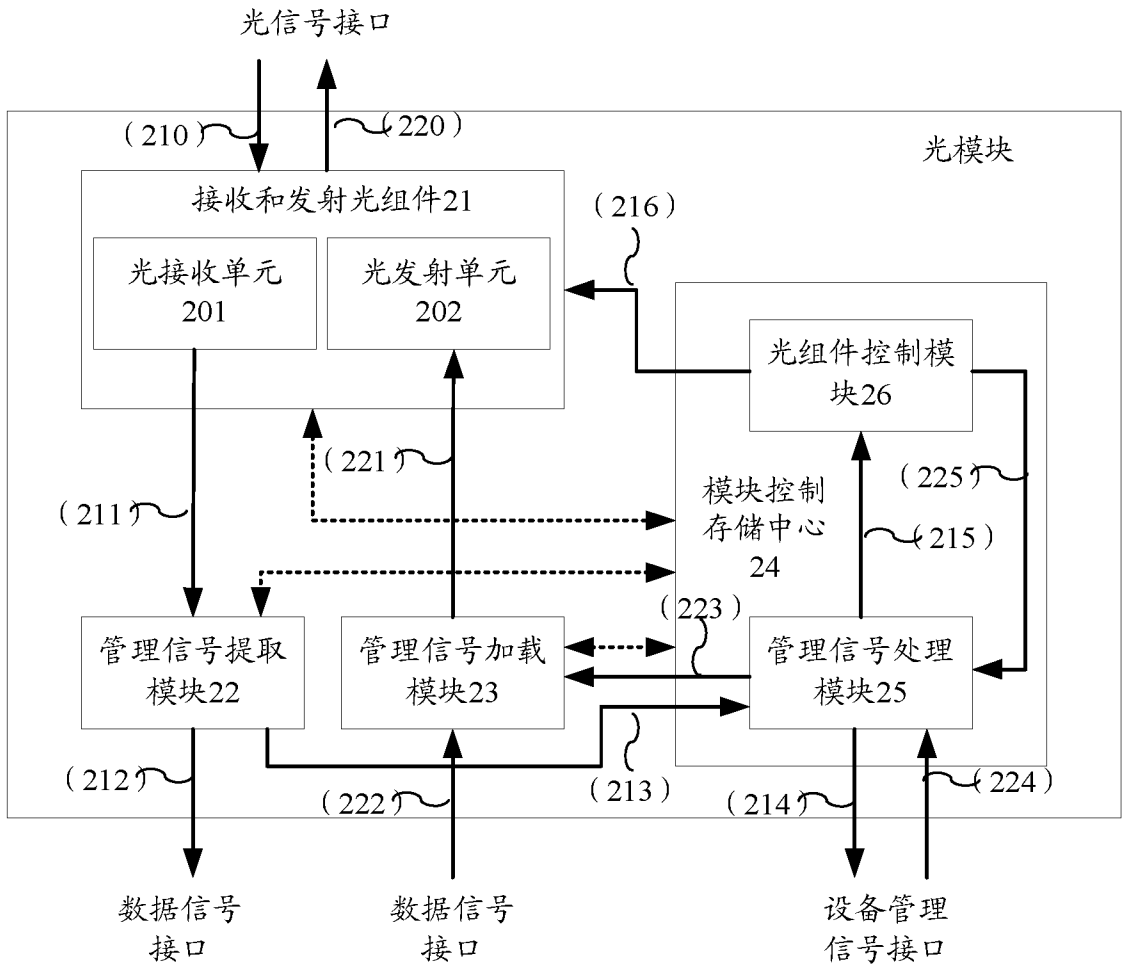 光信号接口
（210）
（220）
光模块
接收和发射光组件21
（216）
光接收单元
201
光发射单元
202
光组件控制模
块26
（221）
（225）
（211）
模块控制
存储中心
24
（215）
（223）
管理信号提取
模块22
管理信号加载
模块23
管理信号处理
模块25
（212）
（222）
（213）
（214）
（224）
数据信号
接口
数据信号
接口
设备管理
信号接口